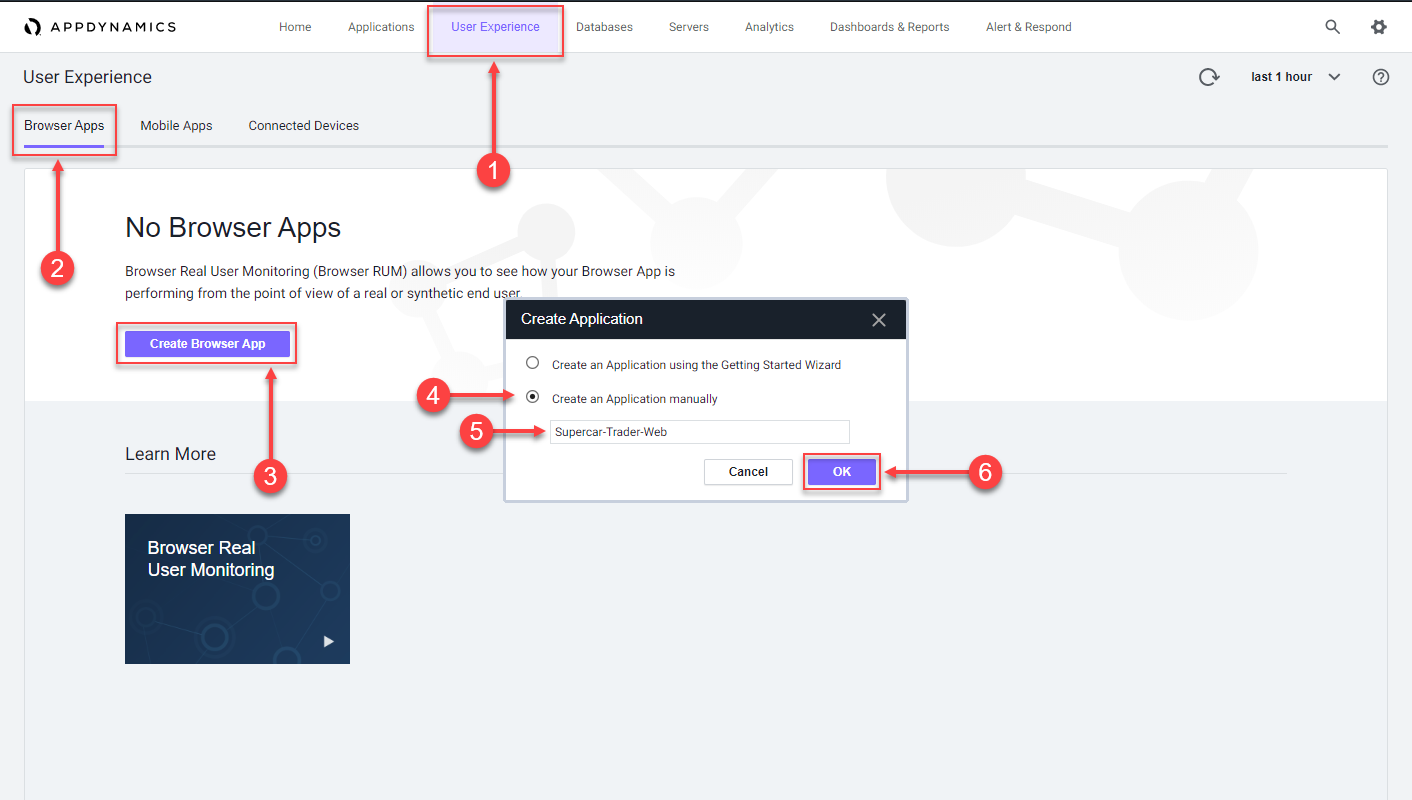 APPDYNAMICS
Home Applications User Experience Databases Servers Analytics Dashboards & Reports Alert & Respond
User Experience
last 1 hour
Browser Apps Mobile Apps Connected Devices
1
2
No Browser Apps
Browser Real User Monitoring (Browser RUM) allows you to see how your Browser App is
performing from the point of view of a real or synthetic end user.
Create Browser App
3
Create Application
Create an Application using the Getting Started Wizard
4
Create an Application manually
5
Supercar-Trader-Web
Cancel OK
6
Learn More
Browser Real
User Monitoring